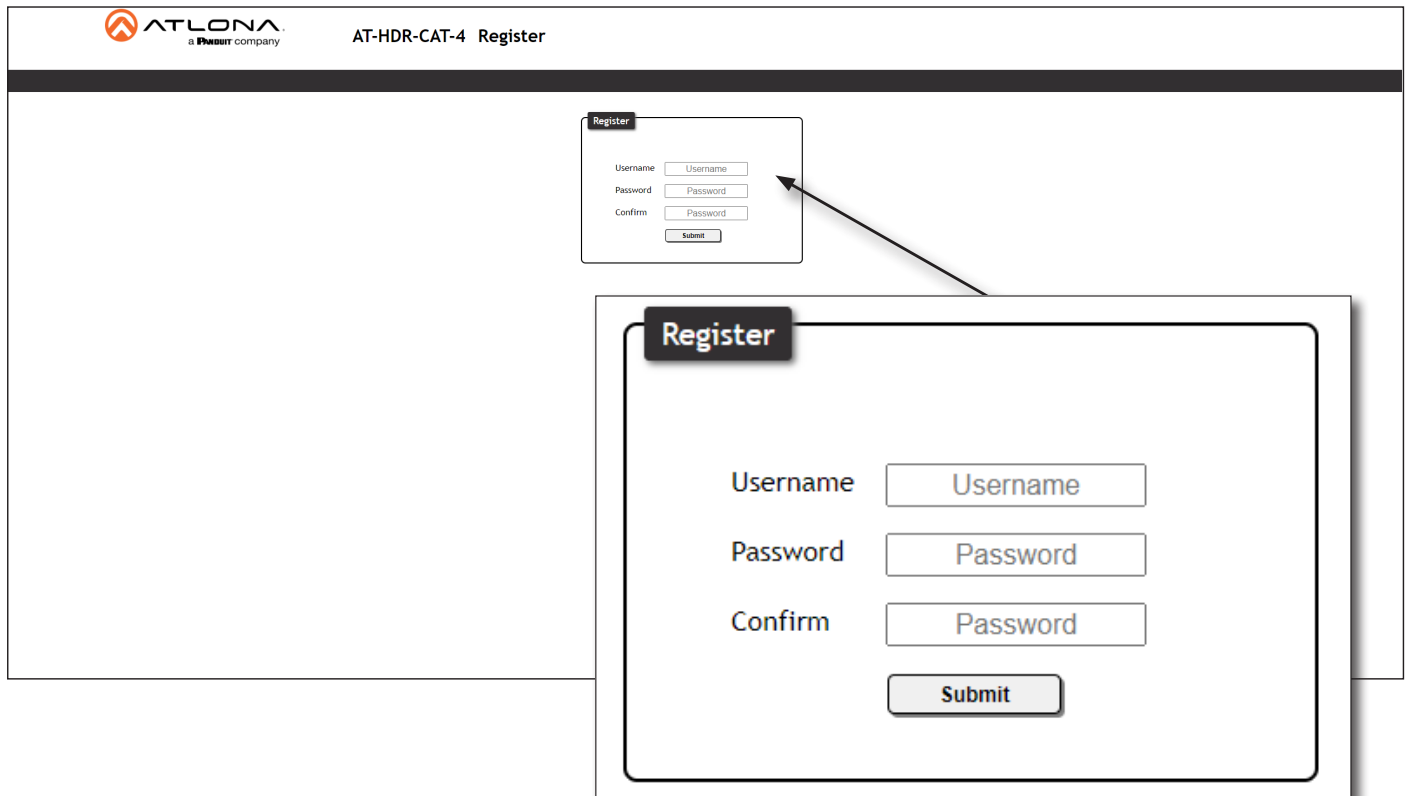 ATLONA.
a PANDUIT company
AT-HDR-CAT-4 Register
Register
Username Username
Password Password
Confirm Password
Submit
Register
Username Username
Password Password
Confirm Password
Submit